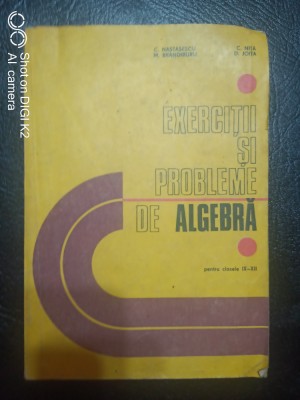 C. NĂSTĂSESCU
C. NIȚĂ
M. BRANDIBURU
D. JOIȚA
EXERCIȚII
ȘI
PROBLEME
DE ALGEBRĂ
pentru clasele IX-XII
Shot on DIGI K2
AI camera